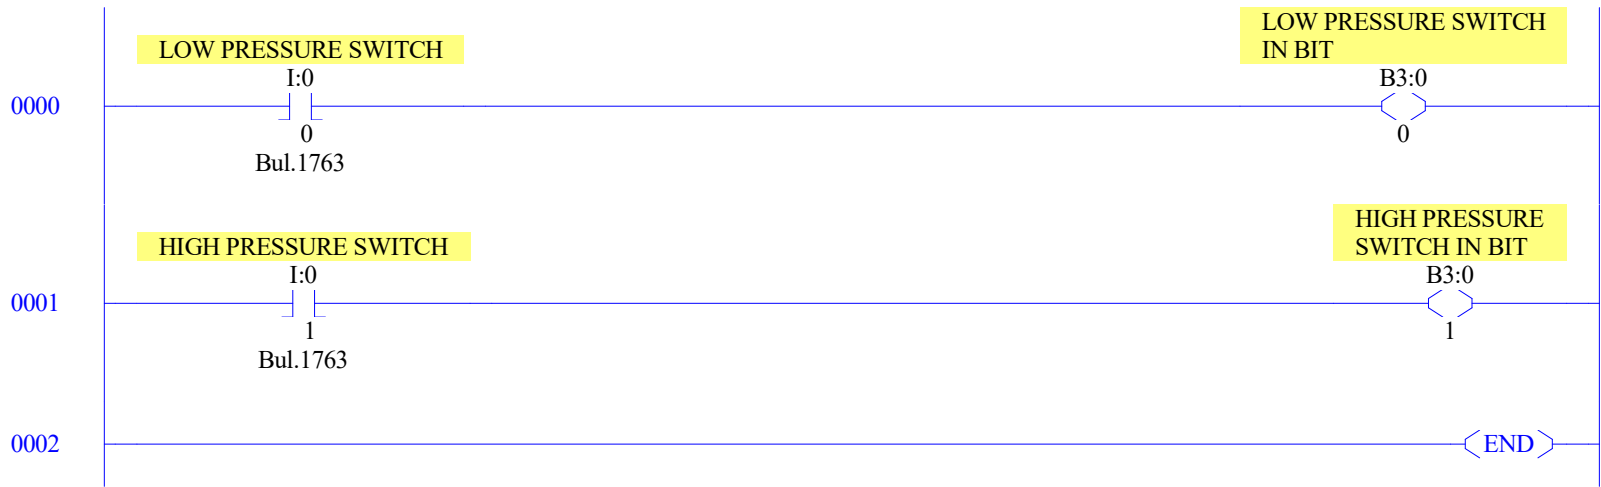 LOW PRESSURE SWITCH
I:0
0000
0
Bul.1763
LOW PRESSURE SWITCH
IN BIT
B3:0
0
HIGH PRESSURE SWITCH
I:0
0001
1
Bul.1763
HIGH PRESSURE
SWITCH IN BIT
B3:0
1
0002
END